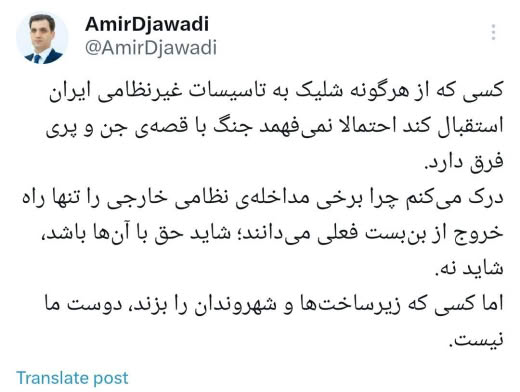 AmirDjawadi
@AmirDjawadi
کسی که از هرگونه شلیک به تاسیسات غیرنظامی ایران
استقبال کند احتمالا نمی‌فهمد جنگ با قصه‌ی جن و پری
فرق دارد.
درک می‌کنم چرا برخی مداخله‌ی نظامی خارجی را تنها راه
خروج از بن‌بست فعلی می‌دانند؛ شاید حق با آن‌ها باشد،
شاید نه.
اما کسی که زیرساخت‌ها و شهروندان را بزند، دوست ما
نیست.
Translate post